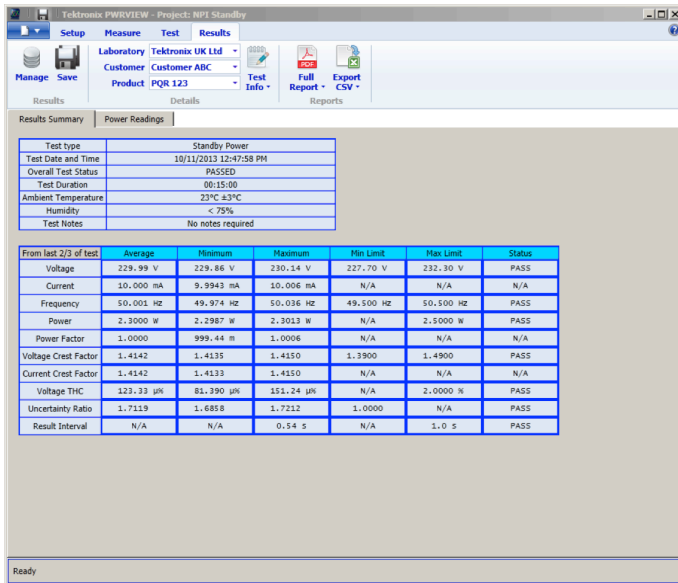 Tektronix PWRVIEW - Project: NPI Standby
Setup Measure Test Results
Manage Save
Laboratory Tektronix UK Ltd
Customer Customer ABC
Product PQR 123
Test Info
PDF
Full Report
Export CSV
Results Details Reports
Results Summary Power Readings
Test type Standby Power
Test Date and Time 10/11/2013 12:47:58 PM
Overall Test Status PASSED
Test Duration 00:15:00
Ambient Temperature 23°C ±3°C
Humidity < 75%
Test Notes No notes required
From last 2/3 of test Average Minimum Maximum Min Limit Max Limit Status
Voltage 229.99 V 229.86 V 230.14 V 227.70 V 232.30 V PASS
Current 10.000 mA 9.9943 mA 10.006 mA N/A N/A N/A
Frequency 50.001 Hz 49.974 Hz 50.036 Hz 49.500 Hz 50.500 Hz PASS
Power 2.3000 W 2.2987 W 2.3013 W N/A 2.5000 W PASS
Power Factor 1.0000 999.44 m 1.0006 N/A N/A N/A
Voltage Crest Factor 1.4142 1.4135 1.4150 1.3900 1.4900 PASS
Current Crest Factor 1.4142 1.4133 1.4150 N/A N/A N/A
Voltage THC 123.33 µ% 81.390 µ% 151.24 µ% N/A 2.0000 % PASS
Uncertainty Ratio 1.7119 1.6858 1.7212 1.0000 N/A PASS
Result Interval N/A N/A 0.54 s N/A 1.0 s PASS
Ready